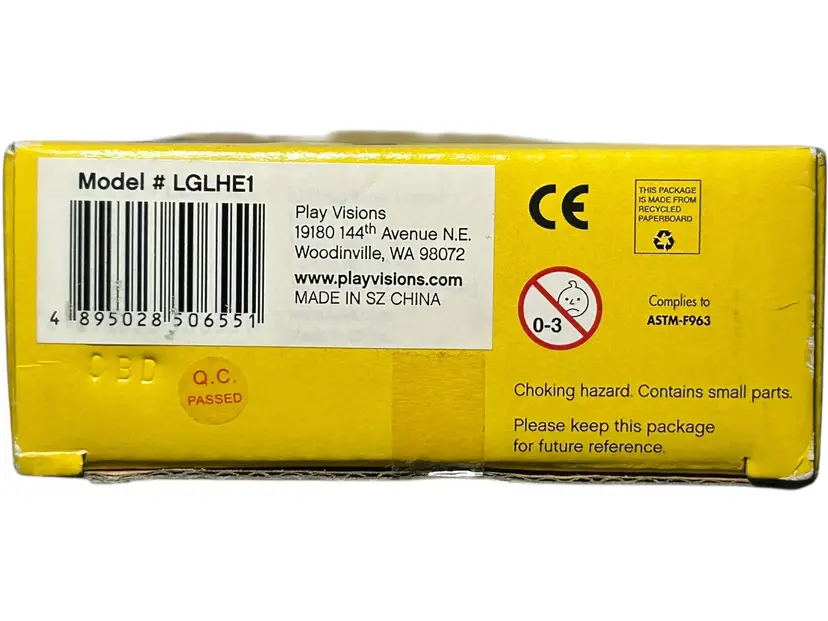 Model # LGLHE1
4 895028 506551
Play Visions
19180 144th Avenue N.E.
Woodinville, WA 98072
www.playvisions.com
MADE IN SZ CHINA
CE
THIS PACKAGE
IS MADE FROM
RECYCLED
PAPERBOARD
0-3
Complies to
ASTM-F963
CBD
Q.C.
PASSED
Choking hazard. Contains small parts.
Please keep this package
for future reference.